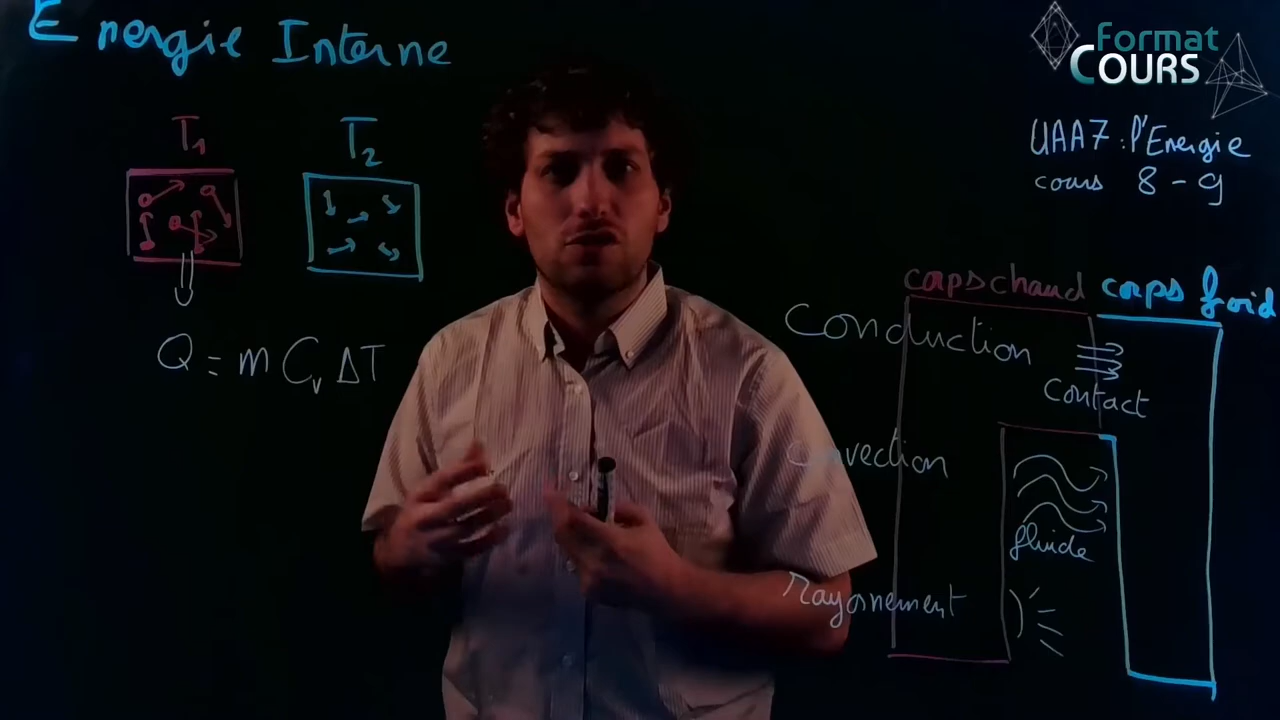 Energie Interne
Format
COURS
UAA7 : l'Energie
cours 8 - 9
T1
T2
Q = m Cv ΔT
corps chaud corps froid
Conduction
contact
Convection
fluide
Rayonnement